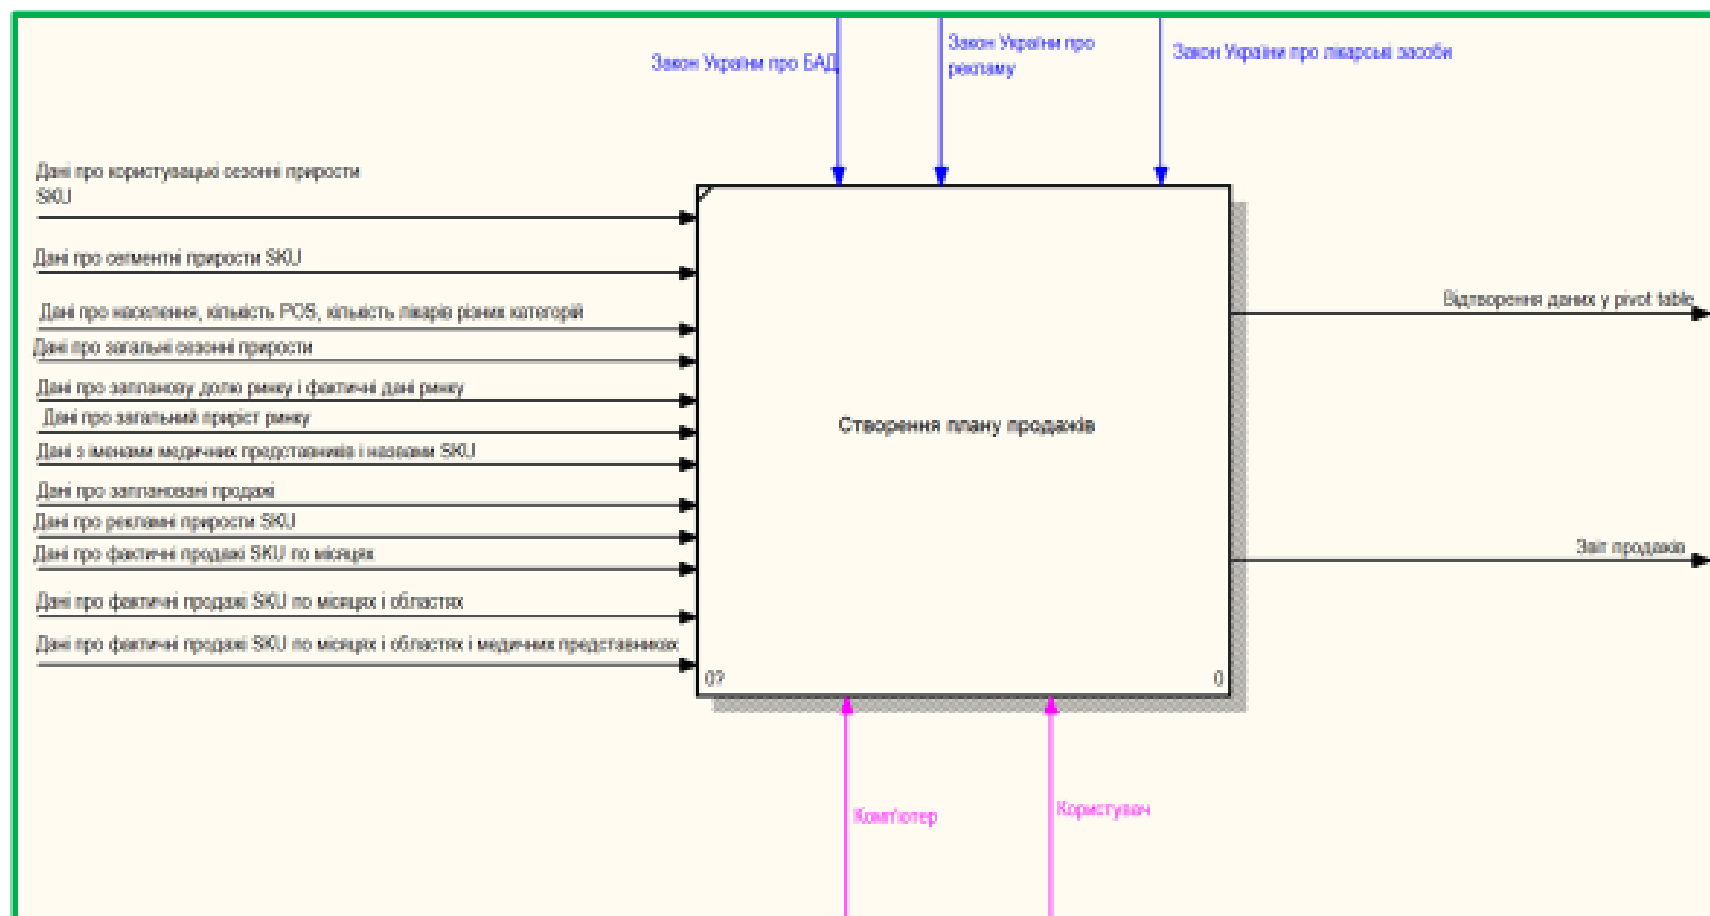 Закон України про БАД
Закон України про
рекламу
Закон України про лікарські засоби
Дані про користувацькі сезонні прирости
SKU
Дані про сегментні прирости SKU
Дані про населення, кількість POS, кількість лікарів різних категорій
Дані про загальні сезонні прирости
Дані про запланову долю ринку і фактичні дані ринку
Дані про загальний приріст ринку
Дані з іменами медичних представників і назвами SKU
Дані про заплановані продажі
Дані про рекламні прирости SKU
Дані про фактичні продажі SKU по місяцях
Дані про фактичні продажі SKU по місяцях і областях
Дані про фактичні продажі SKU по місяцях і областях і медичних представниках
Створення плану продажів
0?
0
Відтворення даних у pivot table
Звіт продажів
Комп'ютер
Користувач